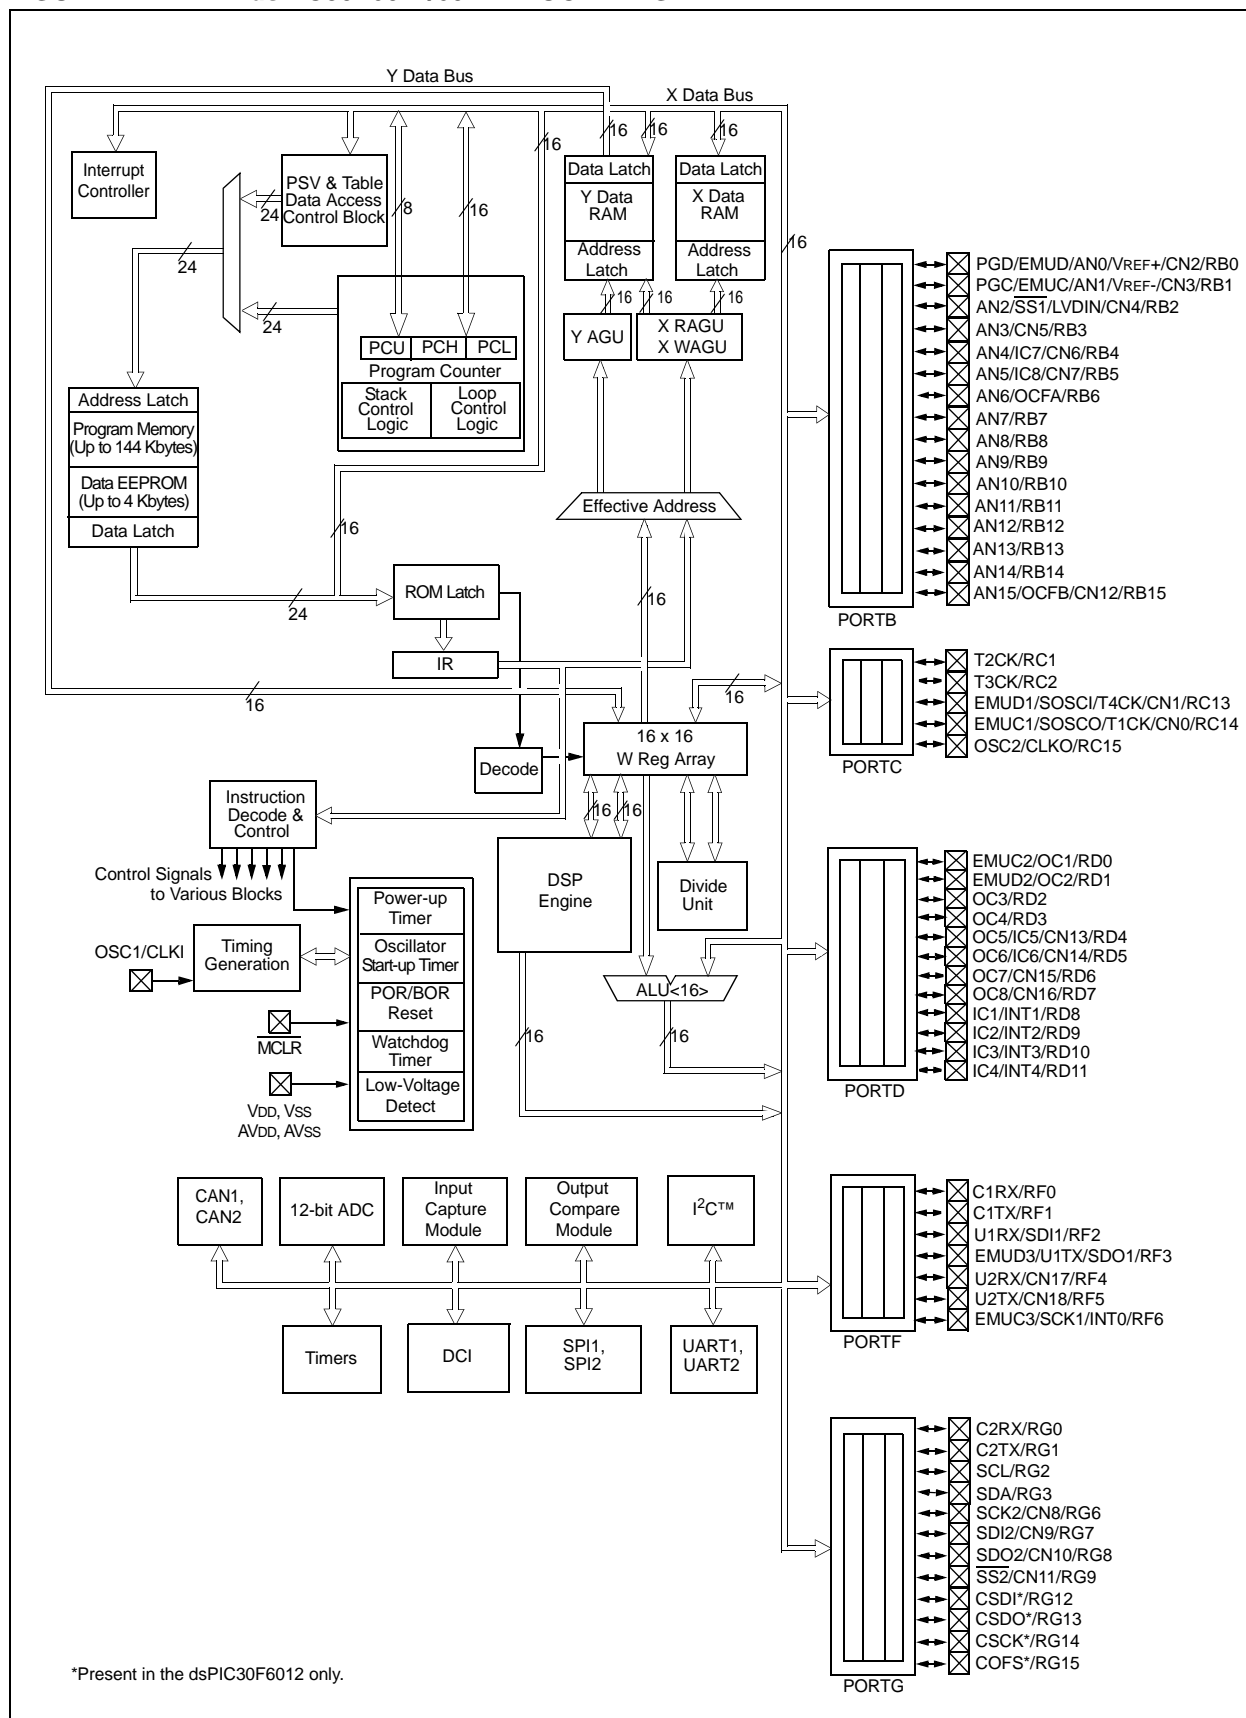 Y Data Bus
X Data Bus
Interrupt
Controller
PSV & Table
Data Access
Control Block
24
24
24
8
16
16
16
16
16
Data Latch
Y Data
RAM
Address
Latch
Data Latch
X Data
RAM
Address
Latch
16
16
16
16
Y AGU
X RAGU
X WAGU
PCU
PCH
PCL
Program Counter
Stack
Control
Logic
Loop
Control
Logic
Address Latch
Program Memory
(Up to 144 Kbytes)
Data EEPROM
(Up to 4 Kbytes)
Data Latch
Effective Address
16
24
16
ROM Latch
IR
16
16
16 x 16
W Reg Array
Decode
Instruction
Decode &
Control
16
16
Control Signals
to Various Blocks
DSP
Engine
Divide
Unit
OSC1/CLKI
Timing
Generation
Power-up
Timer
Oscillator
Start-up Timer
POR/BOR
Reset
Watchdog
Timer
Low-Voltage
Detect
MCLR
VDD, VSS
AVDD, AVSS
ALU<16>
16
16
CAN1,
CAN2
12-bit ADC
Input
Capture
Module
Output
Compare
Module
I²C™
Timers
DCI
SPI1,
SPI2
UART1,
UART2
PGD/EMUD/AN0/VREF+/CN2/RB0
PGC/EMUC/AN1/VREF-/CN3/RB1
AN2/SS1/LVDIN/CN4/RB2
AN3/CN5/RB3
AN4/IC7/CN6/RB4
AN5/IC8/CN7/RB5
AN6/OCFA/RB6
AN7/RB7
AN8/RB8
AN9/RB9
AN10/RB10
AN11/RB11
AN12/RB12
AN13/RB13
AN14/RB14
AN15/OCFB/CN12/RB15
PORTB
T2CK/RC1
T3CK/RC2
EMUD1/SOSCI/T4CK/CN1/RC13
EMUC1/SOSCO/T1CK/CN0/RC14
OSC2/CLKO/RC15
PORTC
EMUC2/OC1/RD0
EMUD2/OC2/RD1
OC3/RD2
OC4/RD3
OC5/IC5/CN13/RD4
OC6/IC6/CN14/RD5
OC7/CN15/RD6
OC8/CN16/RD7
IC1/INT1/RD8
IC2/INT2/RD9
IC3/INT3/RD10
IC4/INT4/RD11
PORTD
C1RX/RF0
C1TX/RF1
U1RX/SDI1/RF2
EMUD3/U1TX/SDO1/RF3
U2RX/CN17/RF4
U2TX/CN18/RF5
EMUC3/SCK1/INT0/RF6
PORTF
C2RX/RG0
C2TX/RG1
SCL/RG2
SDA/RG3
SCK2/CN8/RG6
SDI2/CN9/RG7
SDO2/CN10/RG8
SS2/CN11/RG9
CSDI*/RG12
CSDO*/RG13
CSCK*/RG14
COFS*/RG15
PORTG
*Present in the dsPIC30F6012 only.